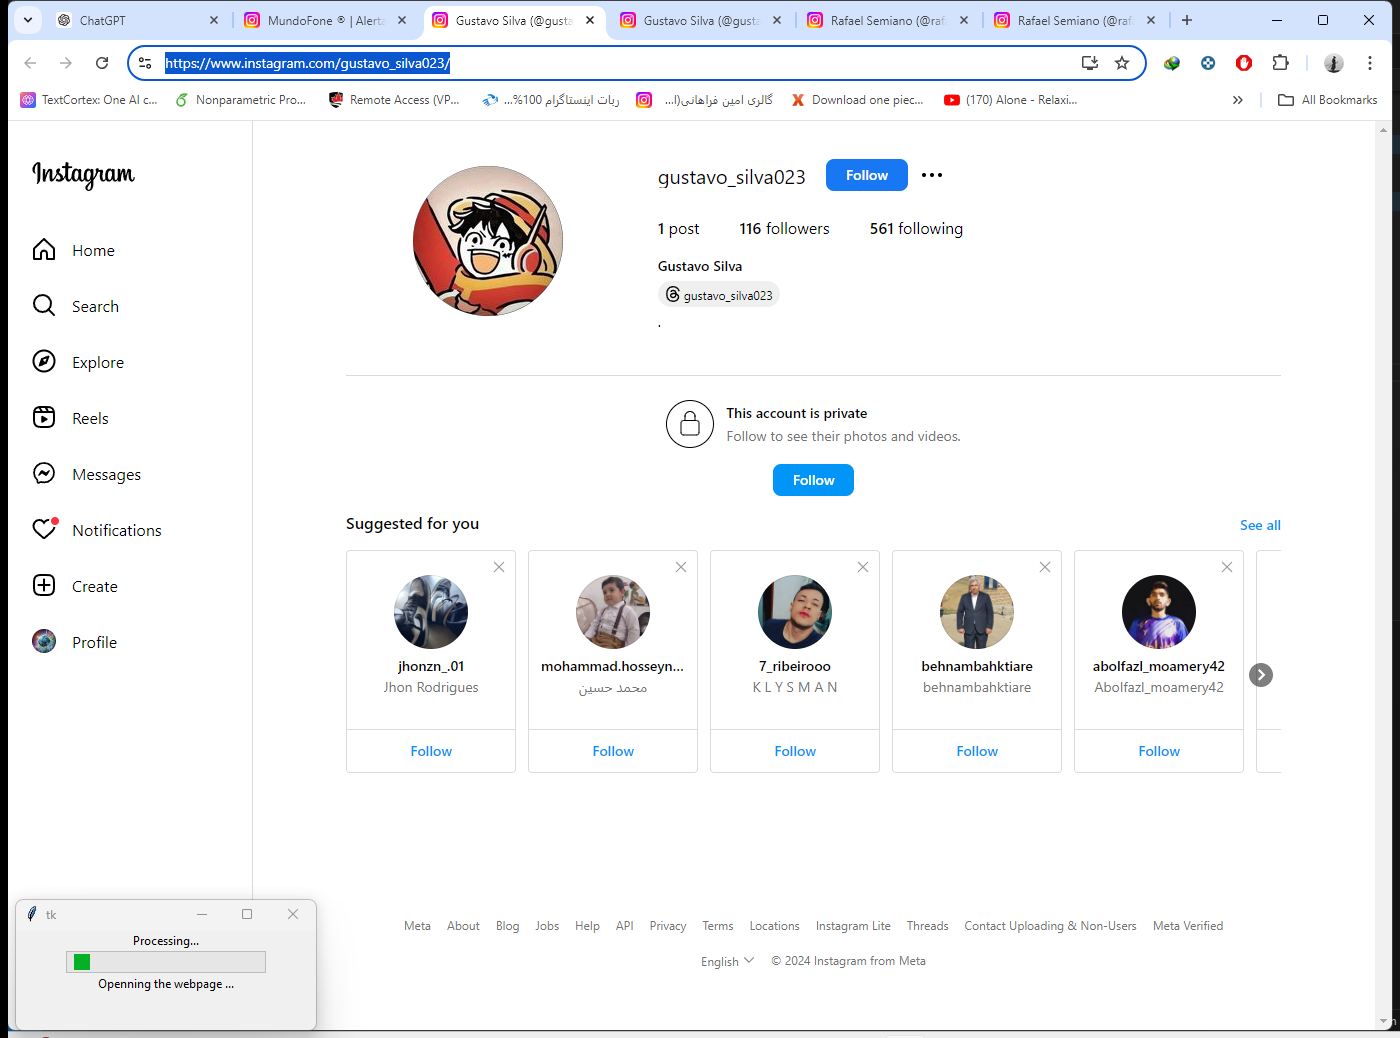 ChatGPT
MundoFone ® | Alerta
Gustavo Silva (@gusta
Gustavo Silva (@gust
Rafael Semiano (@raf
Rafael Semiano (@raf
https://www.instagram.com/gustavo_silva023/
TextCortex: One AI c...
Nonparametric Pro...
Remote Access (VP...
ربات اینستاگرام 100%...
گالری امین فراهانی(ا...
Download one piec...
(170) Alone - Relaxi...
All Bookmarks
Instagram
Home
Search
Explore
Reels
Messages
Notifications
Create
Profile
gustavo_silva023
Follow
1 post 116 followers 561 following
Gustavo Silva
gustavo_silva023
.
This account is private
Follow to see their photos and videos.
Follow
Suggested for you
See all
jhonzn_.01
Jhon Rodrigues
Follow
mohammad.hosseyn...
محمد حسین
Follow
7_ribeirooo
K L Y S M A N
Follow
behnambahktiare
behnambahktiare
Follow
abolfazl_moamery42
Abolfazl_moamery42
Follow
Meta About Blog Jobs Help API Privacy Terms Locations Instagram Lite Threads Contact Uploading & Non-Users Meta Verified
English © 2024 Instagram from Meta
tk
Processing...
Openning the webpage ...